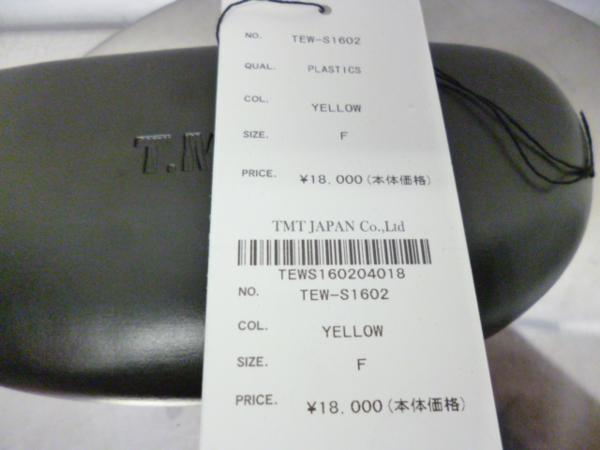 T.M
NO. TEW-S1602
QUAL. PLASTICS
COL. YELLOW
SIZE. F
PRICE. ¥18.000(本体価格)
TMT JAPAN Co.,Ltd
TEWS160204018
NO. TEW-S1602
COL. YELLOW
SIZE. F
PRICE. ¥18.000(本体価格)